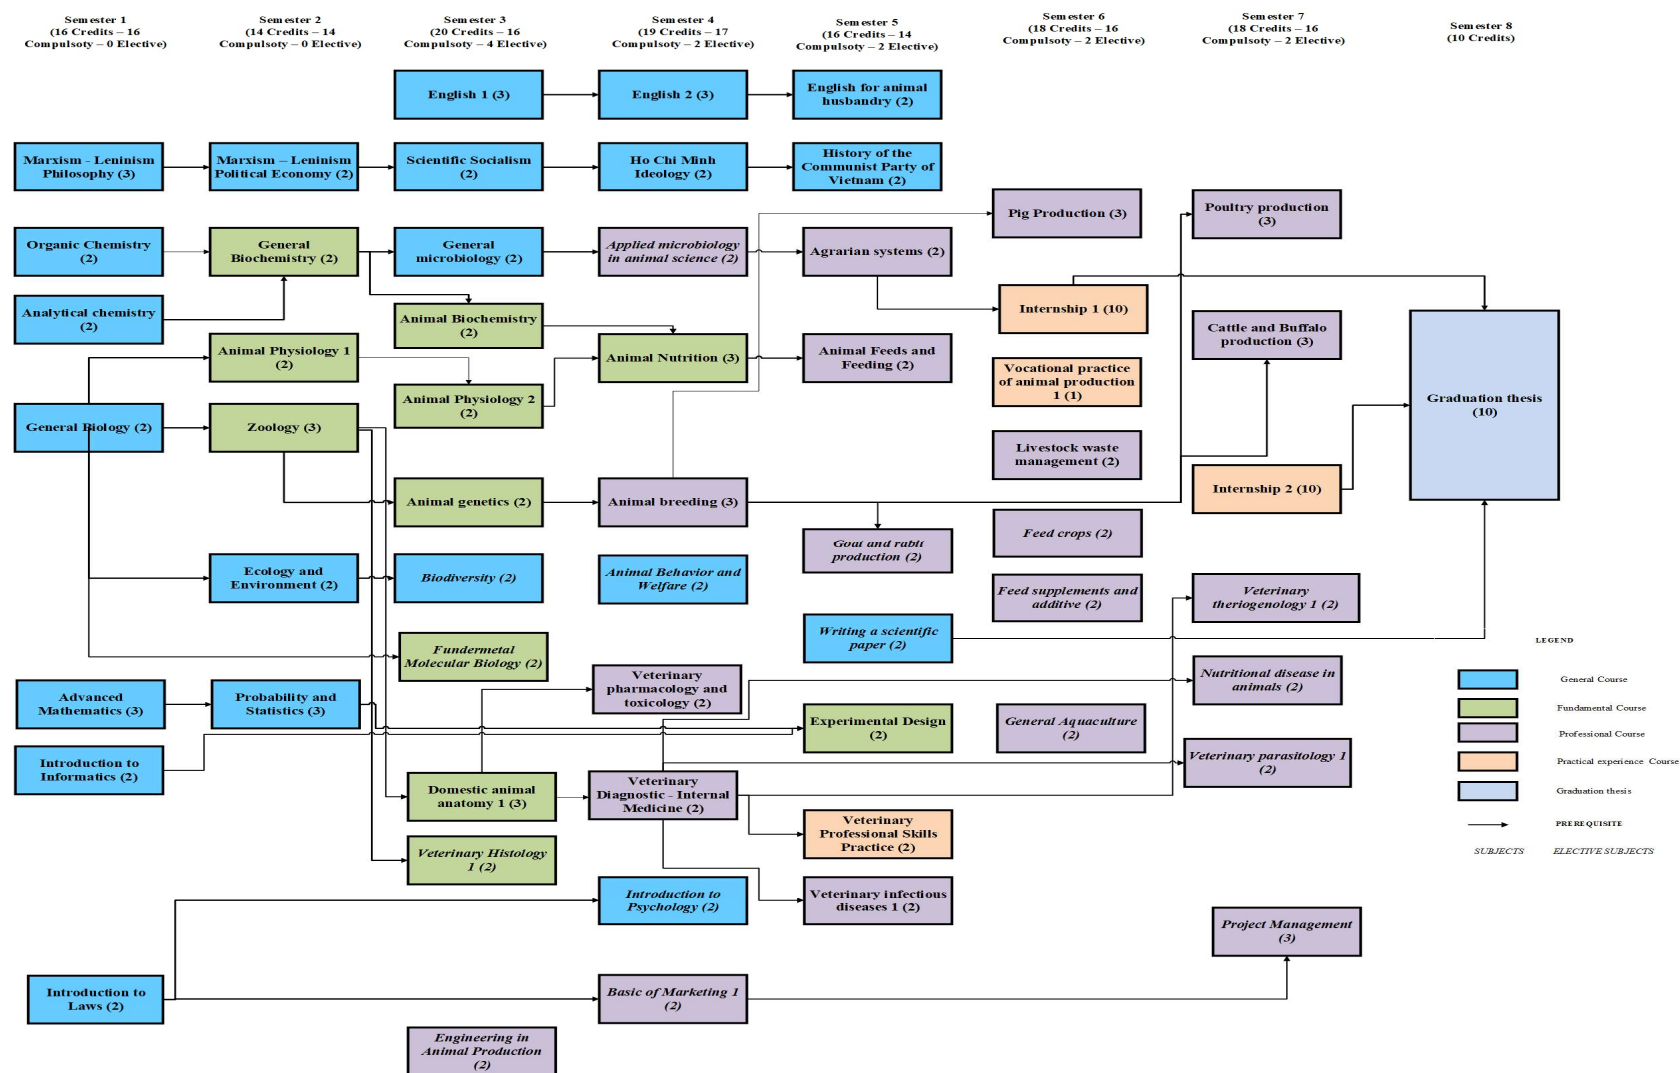 Semester 1
(16 Credits – 16
Compulsoty – 0 Elective)
Semester 2
(14 Credits – 14
Compulsoty – 0 Elective)
Semester 3
(20 Credits – 16
Compulsoty – 4 Elective)
Semester 4
(19 Credits – 17
Compulsoty – 2 Elective)
Semester 5
(16 Credits – 14
Compulsoty – 2 Elective)
Semester 6
(18 Credits – 16
Compulsoty – 2 Elective)
Semester 7
(18 Credits – 16
Compulsoty – 2 Elective)
Semester 8
(10 Credits)
English 1 (3)
English 2 (3)
English for animal
husbandry (2)
Marxism - Leninism
Philosophy (3)
Marxism – Leninism
Political Economy (2)
Scientific Socialism
(2)
Ho Chi Minh
Ideology (2)
History of the
Communist Party of
Vietnam (2)
Pig Production (3)
Poultry production
(3)
Organic Chemistry
(2)
General
Biochemistry (2)
General
microbiology (2)
Applied microbiology
in animal science (2)
Agrarian systems (2)
Analytical chemistry
(2)
Animal Biochemistry
(2)
Internship 1 (10)
Cattle and Buffalo
production (3)
Animal Physiology 1
(2)
Animal Physiology 2
(2)
Animal Nutrition (3)
Animal Feeds and
Feeding (2)
Vocational practice
of animal production
1 (1)
Graduation thesis
(10)
General Biology (2)
Zoology (3)
Livestock waste
management (2)
Internship 2 (10)
Animal genetics (2)
Animal breeding (3)
Goat and rabit
production (2)
Feed crops (2)
Ecology and
Environment (2)
Biodiversity (2)
Animal Behavior and
Welfare (2)
Feed supplements and
additive (2)
Veterinary
theriogenology 1 (2)
Writing a scientific
paper (2)
Fundermetal
Molecular Biology (2)
Nutritional disease in
animals (2)
Advanced
Mathematics (3)
Probability and
Statistics (3)
Veterinary
pharmacology and
toxicology (2)
Experimental Design
(2)
General Aquaculture
(2)
Introduction to
Informatics (2)
Veterinary parasitology 1
(2)
Domestic animal
anatomy 1 (3)
Veterinary
Diagnostic - Internal
Medicine (2)
Veterinary
Professional Skills
Practice (2)
Veterinary Histology
1 (2)
Introduction to
Psychology (2)
Veterinary infectious
diseases 1 (2)
Project Management
(3)
Introduction to
Laws (2)
Basic of Marketing 1
(2)
Engineering in
Animal Production
(2)
LEGEND
General Course
Fundamental Course
Professional Course
Practical experience Course
Graduation thesis
PREREQUISITE
SUBJECTS ELECTIVE SUBJECTS